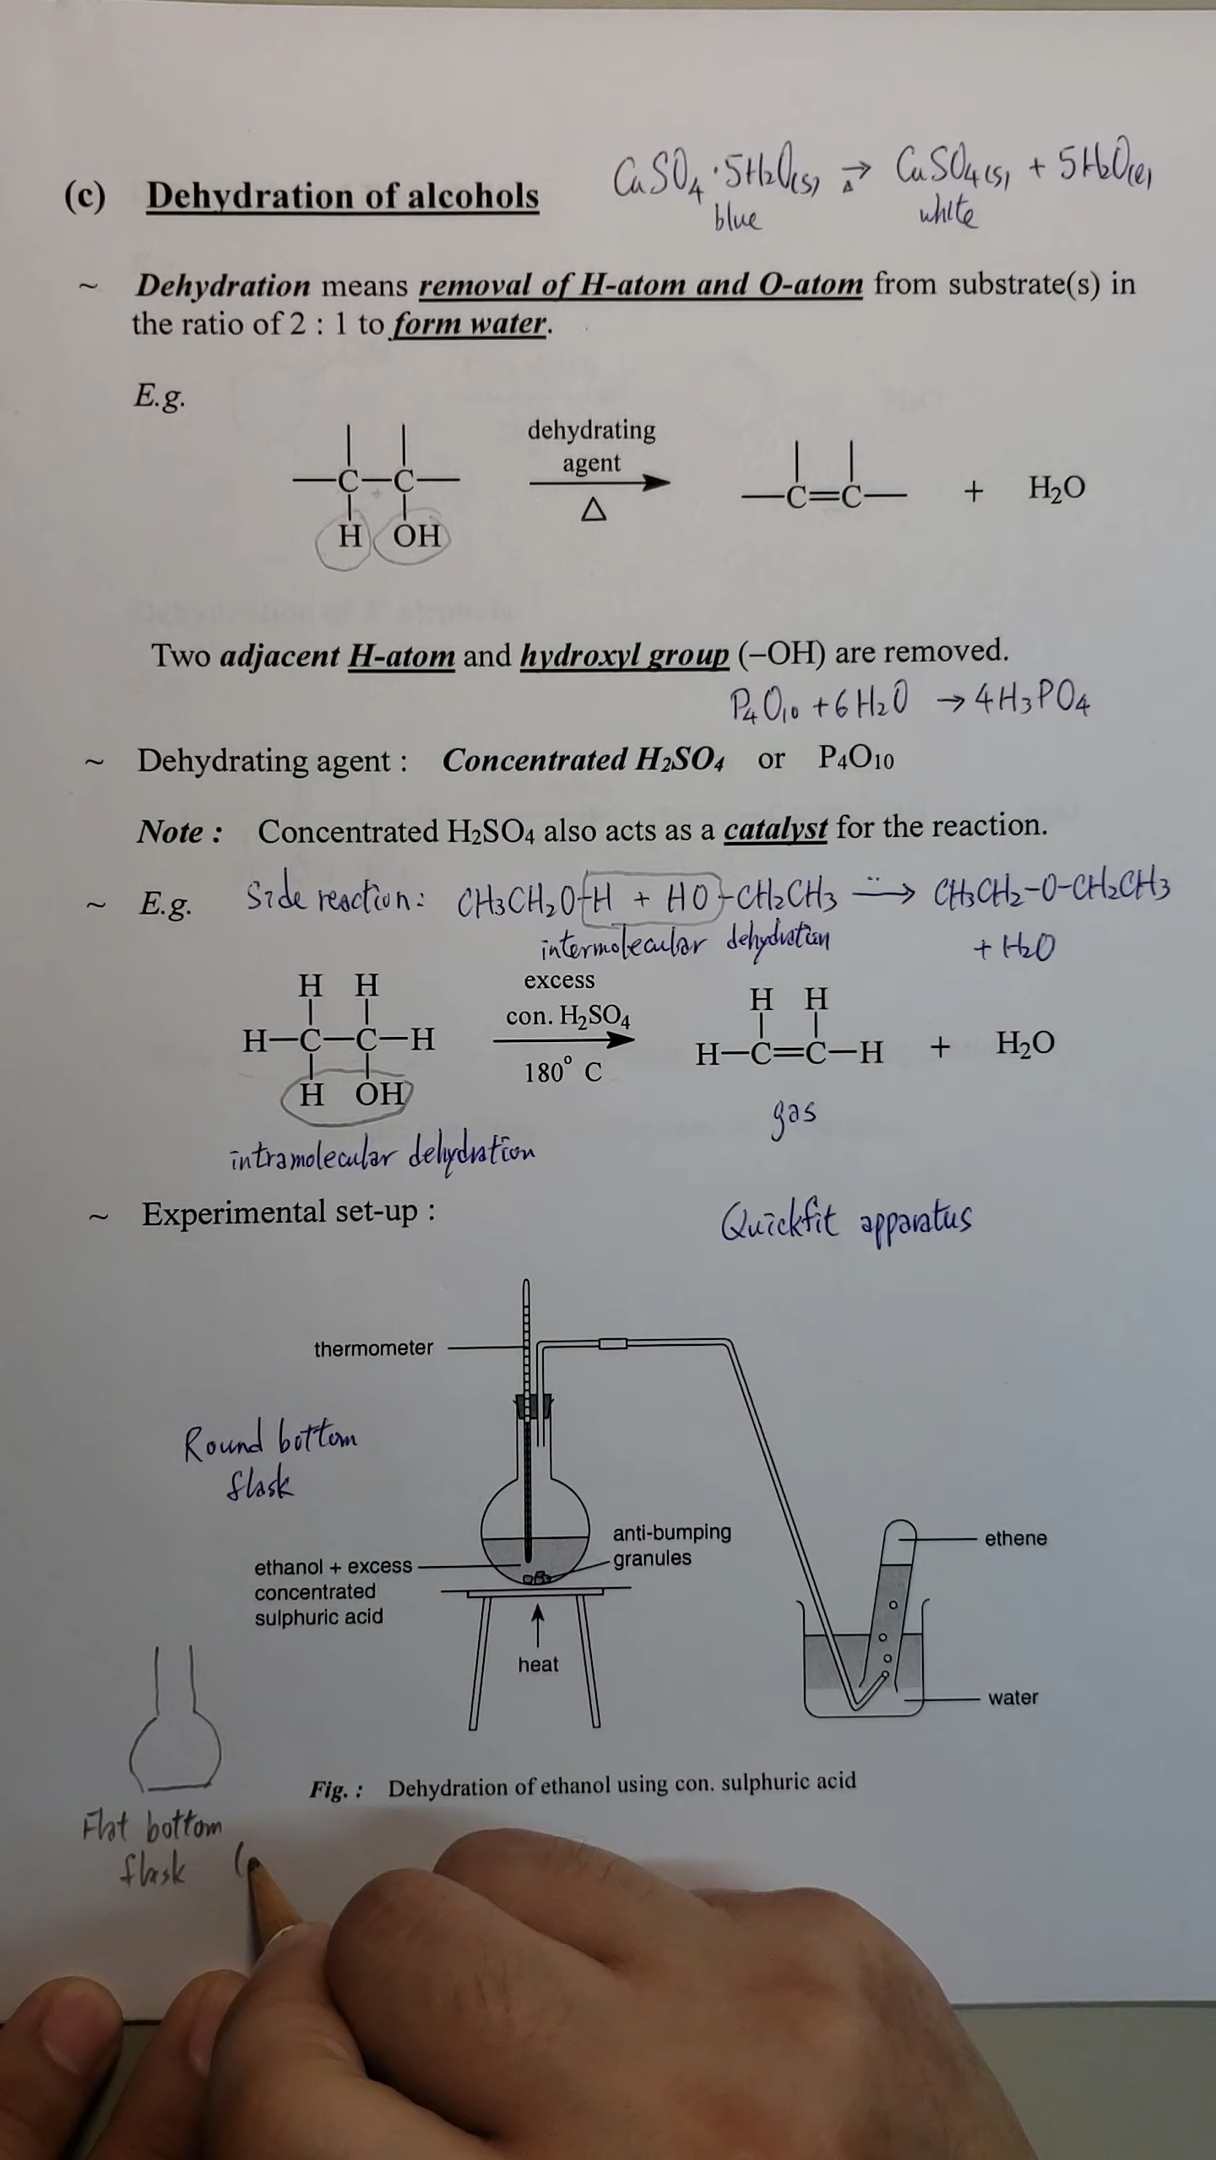 CuSO4·5H2O(s) ⇌ CuSO4(s) + 5H2O(l)
Δ
blue white
(c) Dehydration of alcohols
~ Dehydration means removal of H-atom and O-atom from substrate(s) in
the ratio of 2 : 1 to form water.
E.g.
dehydrating
agent
—C—C— —C=C— + H2O
Δ
H OH
Two adjacent H-atom and hydroxyl group (–OH) are removed.
P4O10 + 6H2O → 4H3PO4
~ Dehydrating agent : Concentrated H2SO4 or P4O10
Note : Concentrated H2SO4 also acts as a catalyst for the reaction.
~ E.g. Side reaction: CH3CH2O-H + HO-CH2CH3 → CH3CH2-O-CH2CH3
intermolecular dehydration + H2O
H H excess H H
con. H2SO4
H—C—C—H H—C=C—H + H2O
180° C
H OH
gas
intramolecular dehydration
~ Experimental set-up : Quickfit apparatus
thermometer
Round bottom
flask
anti-bumping
granules
ethene
ethanol + excess
concentrated
sulphuric acid
heat
water
Fig. : Dehydration of ethanol using con. sulphuric acid
Flat bottom
flask (